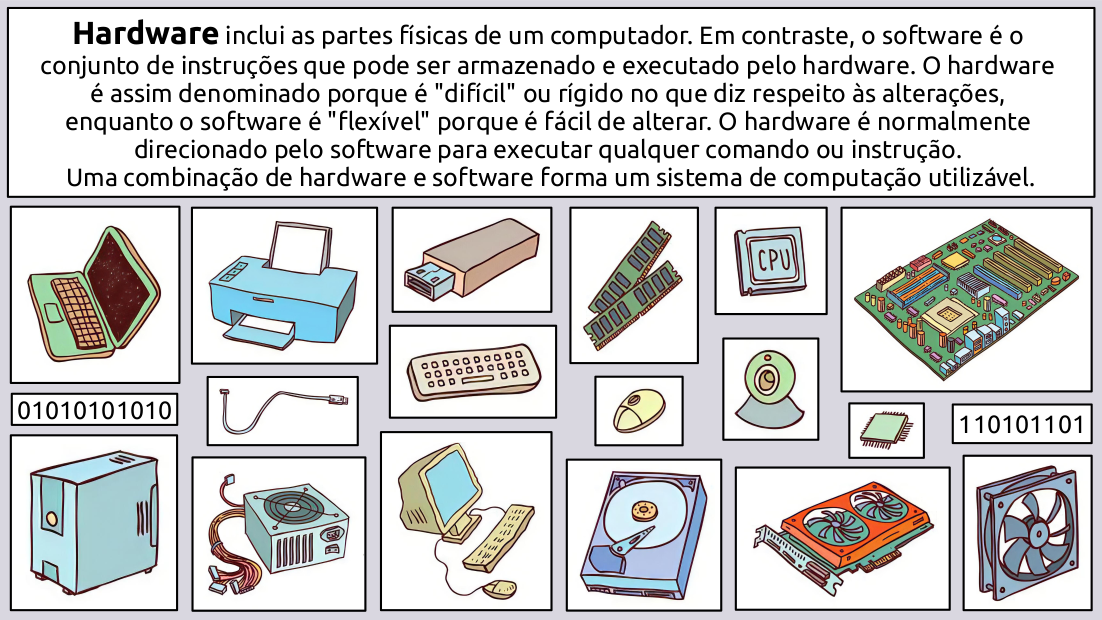 Hardware inclui as partes físicas de um computador. Em contraste, o software é o
conjunto de instruções que pode ser armazenado e executado pelo hardware. O hardware
é assim denominado porque é "difícil" ou rígido no que diz respeito às alterações,
enquanto o software é "flexível" porque é fácil de alterar. O hardware é normalmente
direcionado pelo software para executar qualquer comando ou instrução.
Uma combinação de hardware e software forma um sistema de computação utilizável.
CPU
01010101010
110101101